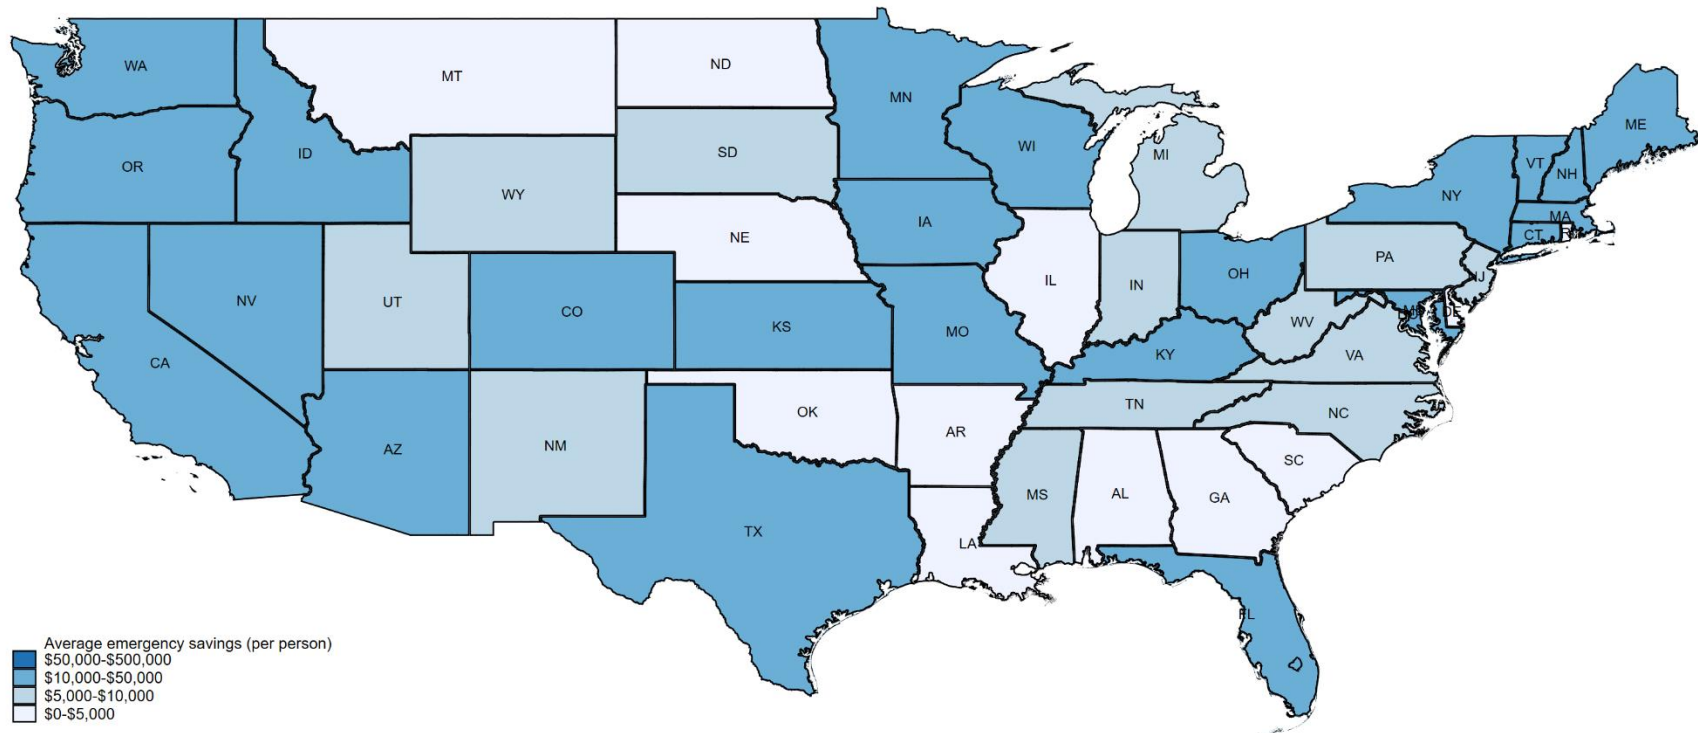 WA
MT
ND
MN
ME
OR
ID
SD
WI
MI
VT
NH
WY
NY
MA
IA
CT
NE
PA
NV
UT
CO
IL
IN
OH
NJ
KS
MO
WV
MD
DE
CA
KY
VA
OK
TN
NC
AZ
NM
AR
SC
MS
AL
GA
TX
LA
FL
Average emergency savings (per person)
$50,000-$500,000
$10,000-$50,000
$5,000-$10,000
$0-$5,000